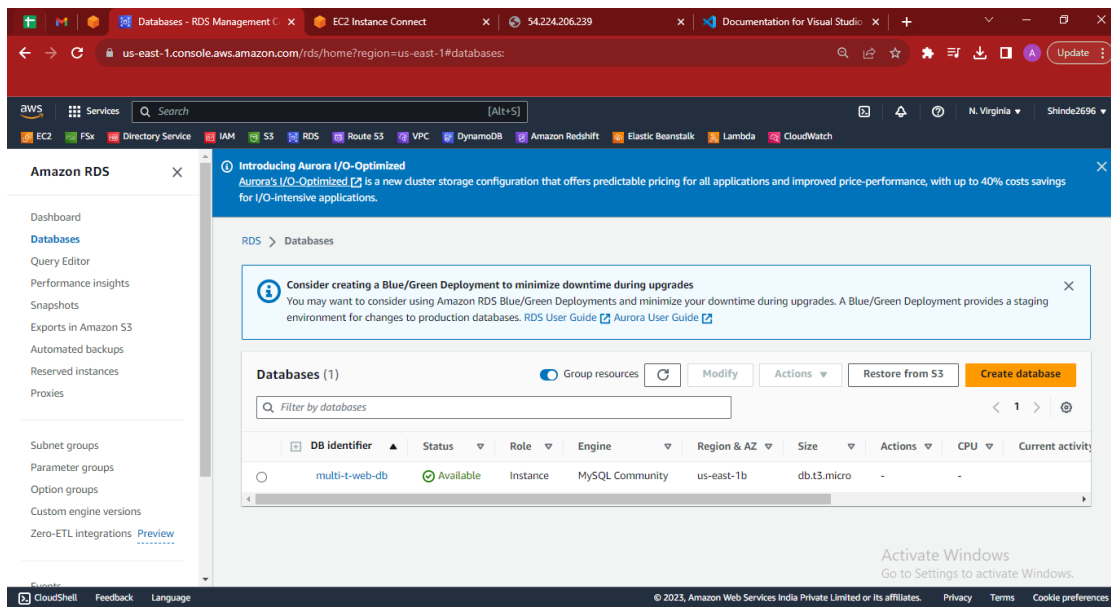 Databases - RDS Management C
EC2 Instance Connect
54.224.206.239
Documentation for Visual Studio
us-east-1.console.aws.amazon.com/rds/home?region=us-east-1#databases:
A
Update
aws
Services
Search
[Alt+S]
N. Virginia
Shinde2696
EC2 FSx Directory Service IAM S3 RDS Route 53 VPC DynamoDB Amazon Redshift Elastic Beanstalk Lambda CloudWatch
Amazon RDS
Dashboard
Databases
Query Editor
Performance insights
Snapshots
Exports in Amazon S3
Automated backups
Reserved instances
Proxies
Subnet groups
Parameter groups
Option groups
Custom engine versions
Zero-ETL integrations Preview
Events
Introducing Aurora I/O-Optimized
Aurora's I/O-Optimized is a new cluster storage configuration that offers predictable pricing for all applications and improved price-performance, with up to 40% costs savings
for I/O-intensive applications.
RDS > Databases
Consider creating a Blue/Green Deployment to minimize downtime during upgrades
You may want to consider using Amazon RDS Blue/Green Deployments and minimize your downtime during upgrades. A Blue/Green Deployment provides a staging
environment for changes to production databases. RDS User Guide Aurora User Guide
Databases (1)
Group resources
Modify
Actions
Restore from S3
Create database
Filter by databases
< 1 >
DB identifier Status Role Engine Region & AZ Size Actions CPU Current activity
multi-t-web-db Available Instance MySQL Community us-east-1b db.t3.micro - -
Activate Windows
Go to Settings to activate Windows.
CloudShell Feedback Language
© 2023, Amazon Web Services India Private Limited or its affiliates. Privacy Terms Cookie preferences